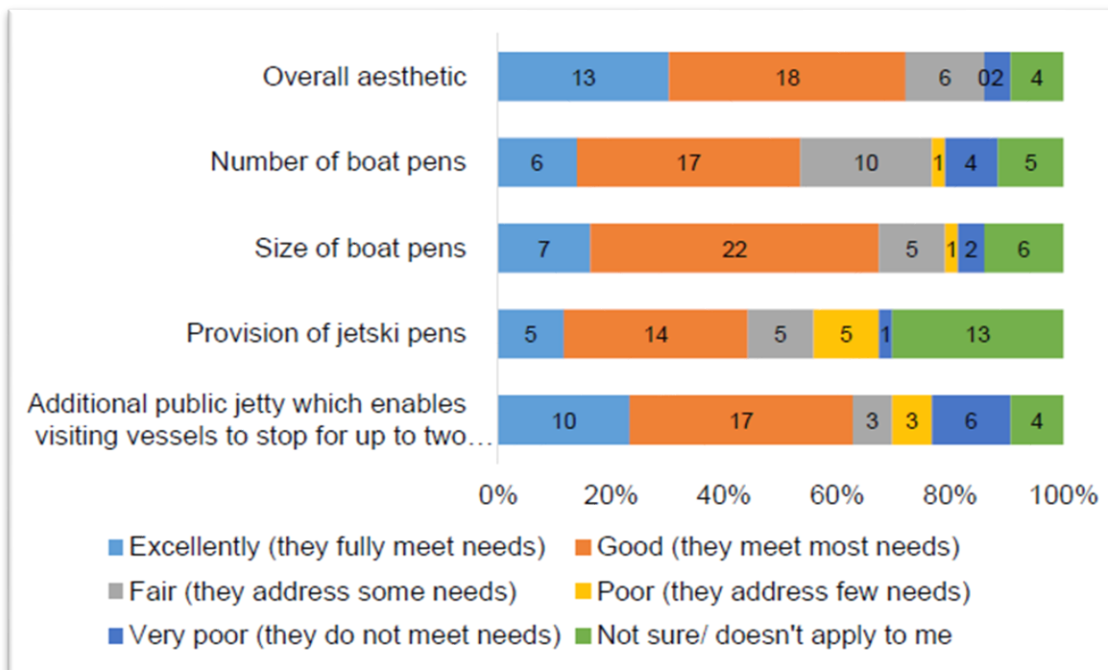 Overall aesthetic
13 18 6 0 2 4
Number of boat pens
6 17 10 1 4 5
Size of boat pens
7 22 5 1 2 6
Provision of jetski pens
5 14 5 5 1 13
Additional public jetty which enables
visiting vessels to stop for up to two…
10 17 3 3 6 4
0% 20% 40% 60% 80% 100%
Excellently (they fully meet needs) Good (they meet most needs)
Fair (they address some needs) Poor (they address few needs)
Very poor (they do not meet needs) Not sure/ doesn't apply to me